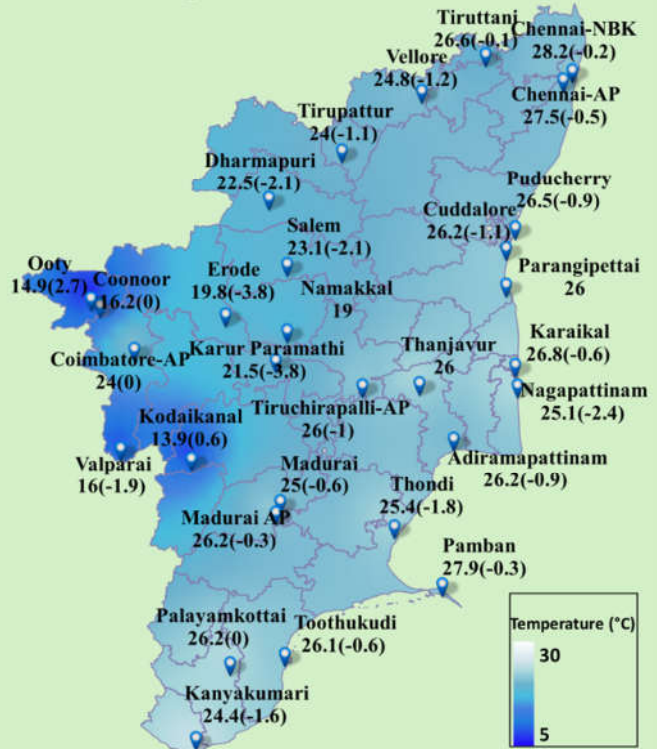 Tiruttani
26.6(-0.1)
Chennai-NBK
28.2(-0.2)
Vellore
24.8(-1.2)
Chennai-AP
27.5(-0.5)
Tirupattur
24(-1.1)
Dharmapuri
22.5(-2.1)
Puducherry
26.5(-0.9)
Cuddalore
26.2(-1.1)
Salem
23.1(-2.1)
Ooty
14.9(2.7)
Coonoor
16.2(0)
Erode
19.8(-3.8)
Namakkal
19
Parangipettai
26
Karaikal
26.8(-0.6)
Coimbatore-AP
24(0)
Karur Paramathi
21.5(-3.8)
Thanjavur
26
Nagapattinam
25.1(-2.4)
Kodaikanal
13.9(0.6)
Tiruchirapalli-AP
26(-1)
Valparai
16(-1.9)
Madurai
25(-0.6)
Adiramapattinam
26.2(-0.9)
Thondi
25.4(-1.8)
Madurai AP
26.2(-0.3)
Pamban
27.9(-0.3)
Palayamkottai
26.2(0)
Toothukudi
26.1(-0.6)
Kanyakumari
24.4(-1.6)
Temperature (°C)
30
5